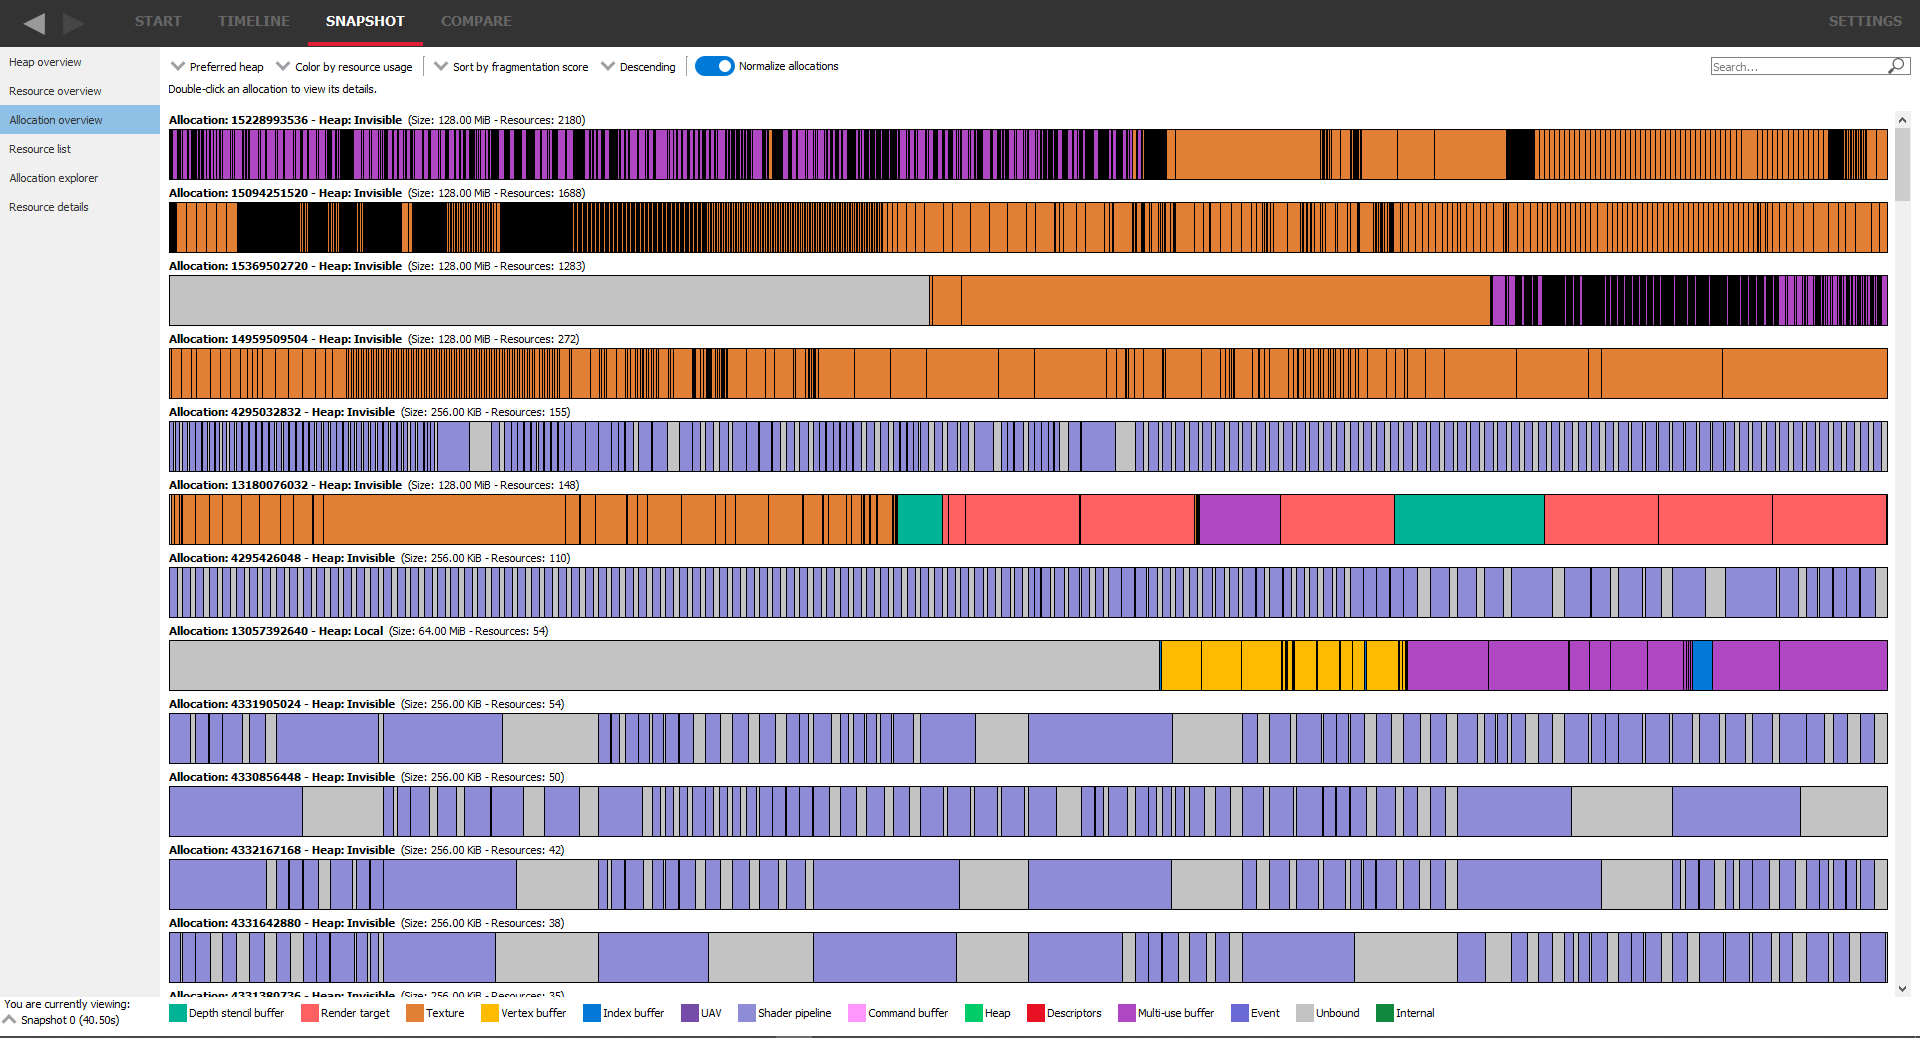 START TIMELINE SNAPSHOT COMPARE SETTINGS
Heap overview
Resource overview
Allocation overview
Resource list
Allocation explorer
Resource details
Preferred heap Color by resource usage Sort by fragmentation score Descending Normalize allocations Search...
Double-click an allocation to view its details.
Allocation: 15228993536 - Heap: Invisible (Size: 128.00 MiB - Resources: 2180)
Allocation: 15094251520 - Heap: Invisible (Size: 128.00 MiB - Resources: 1688)
Allocation: 15369502720 - Heap: Invisible (Size: 128.00 MiB - Resources: 1283)
Allocation: 14959509504 - Heap: Invisible (Size: 128.00 MiB - Resources: 272)
Allocation: 4295032832 - Heap: Invisible (Size: 256.00 KiB - Resources: 155)
Allocation: 13180076032 - Heap: Invisible (Size: 128.00 MiB - Resources: 148)
Allocation: 4295426048 - Heap: Invisible (Size: 256.00 KiB - Resources: 110)
Allocation: 13057392640 - Heap: Local (Size: 64.00 MiB - Resources: 54)
Allocation: 4331905024 - Heap: Invisible (Size: 256.00 KiB - Resources: 54)
Allocation: 4330856448 - Heap: Invisible (Size: 256.00 KiB - Resources: 50)
Allocation: 4332167168 - Heap: Invisible (Size: 256.00 KiB - Resources: 42)
Allocation: 4331642880 - Heap: Invisible (Size: 256.00 KiB - Resources: 38)
Allocation: 4331380736 - Heap: Invisible (Size: 256.00 KiB - Resources: 35)
You are currently viewing:
Snapshot 0 (40.50s)
Depth stencil buffer Render target Texture Vertex buffer Index buffer UAV Shader pipeline Command buffer Heap Descriptors Multi-use buffer Event Unbound Internal